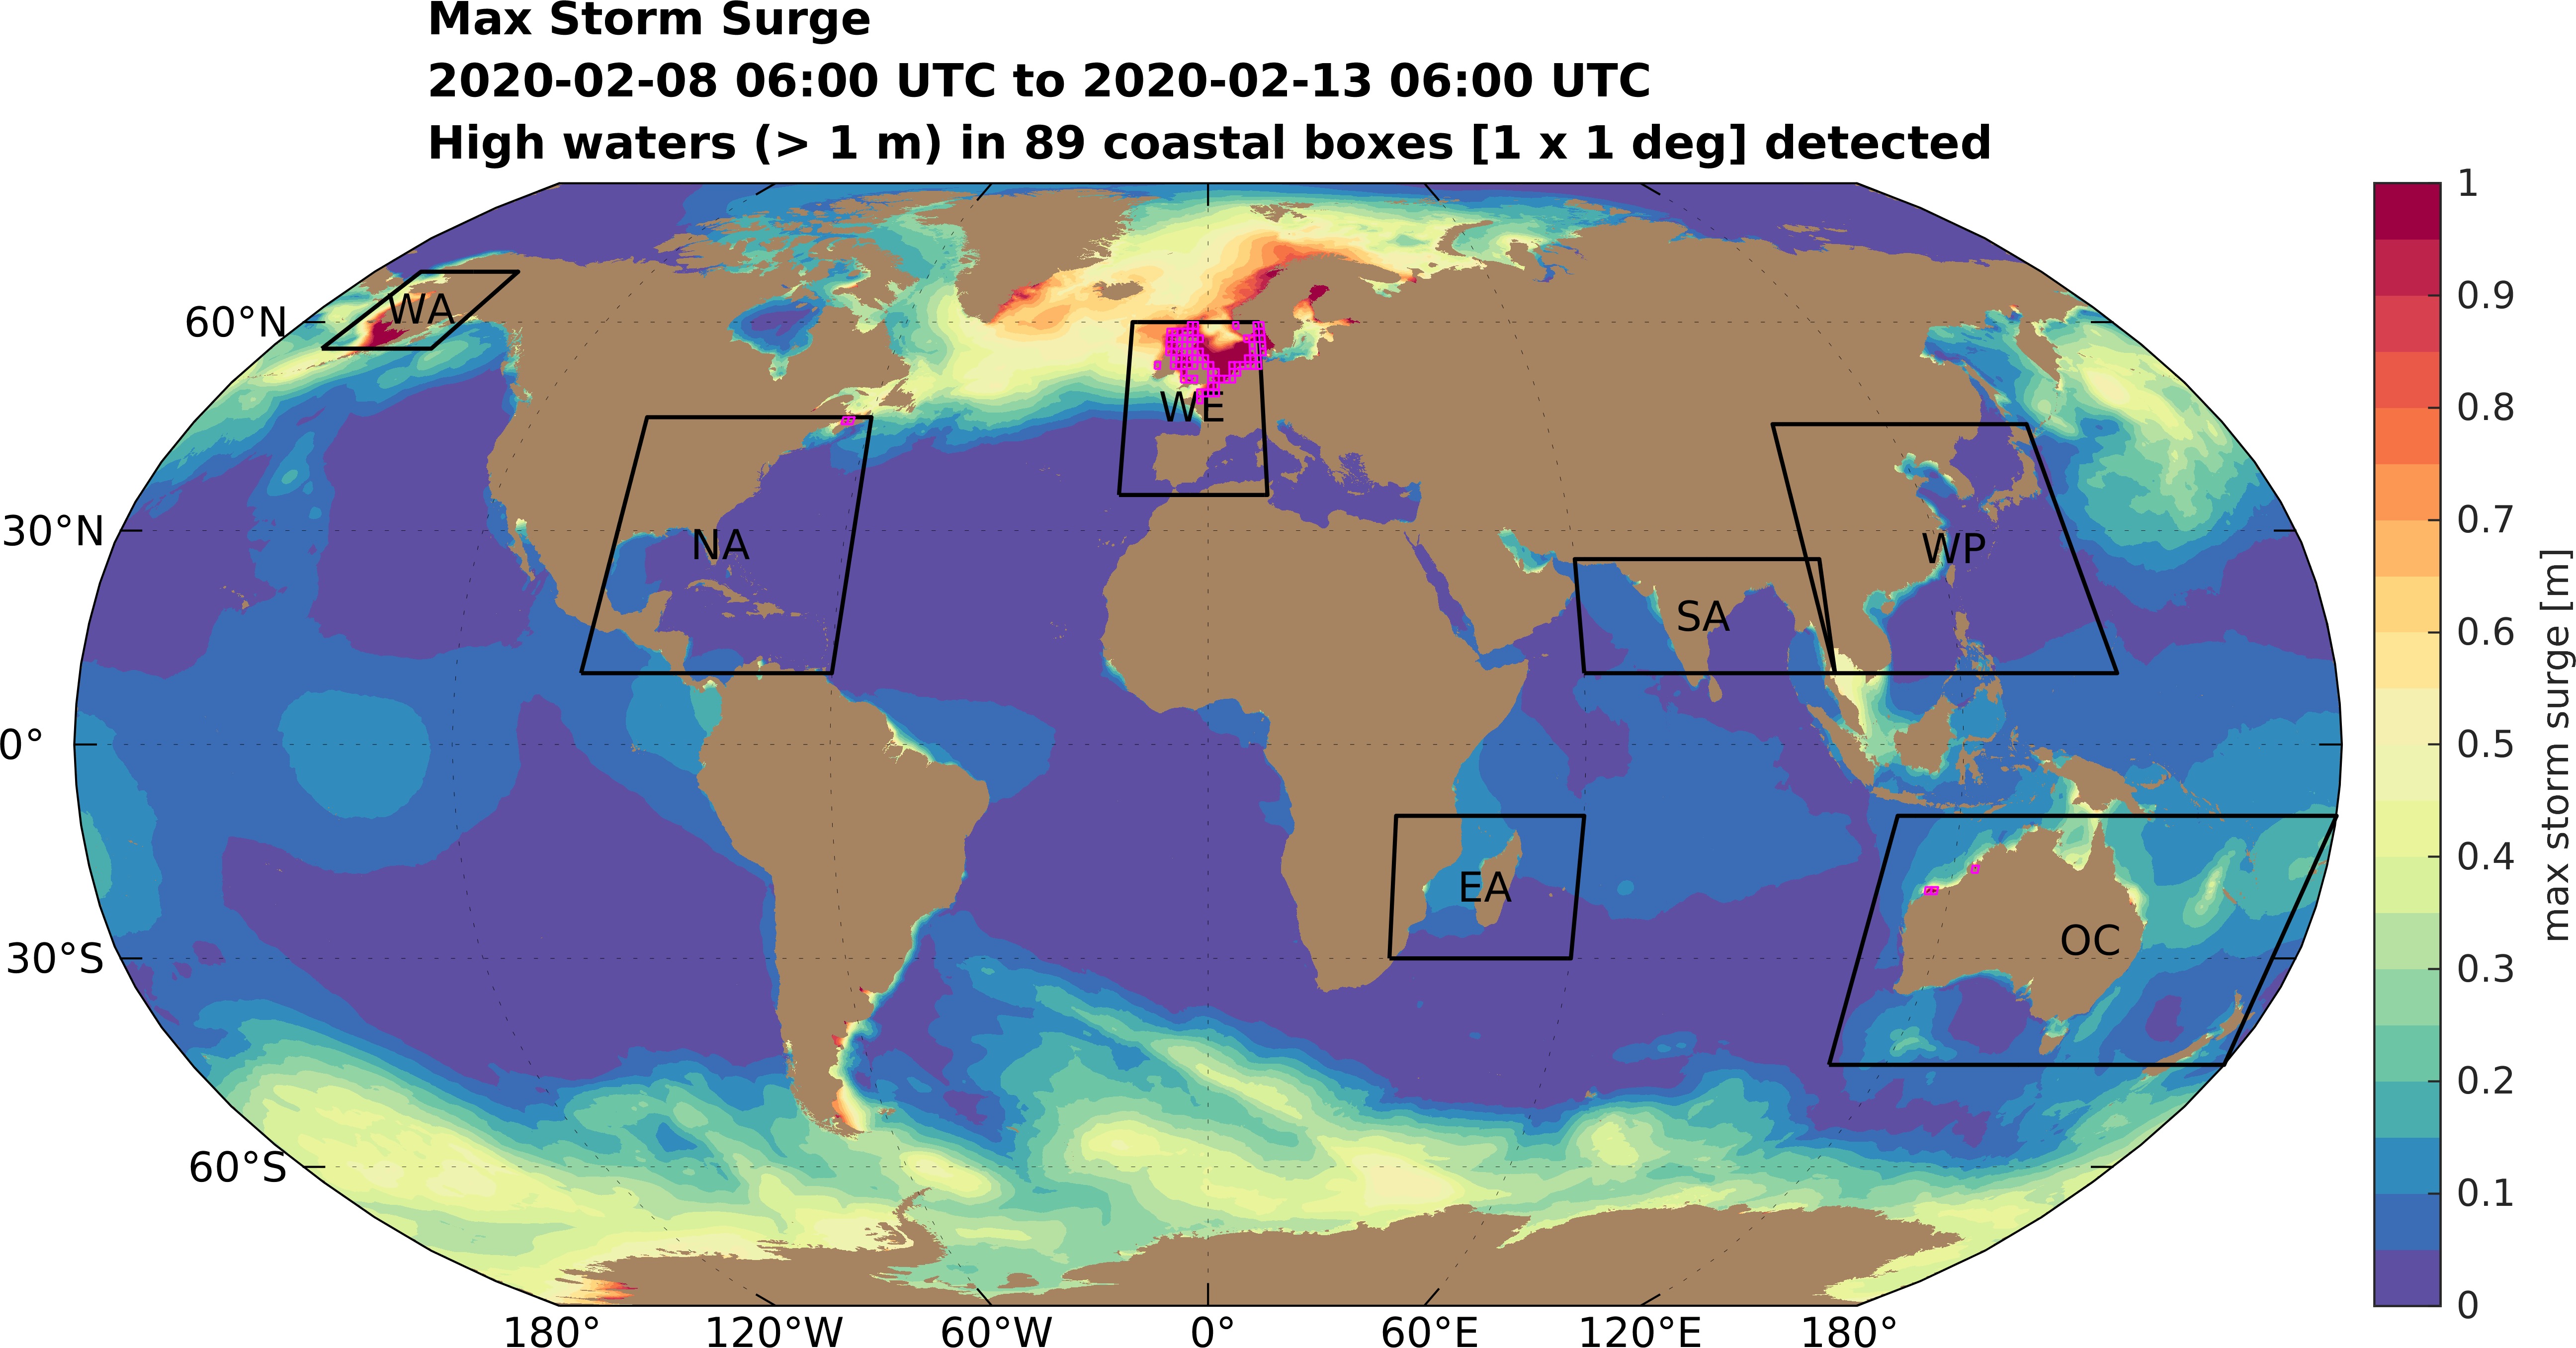 Max Storm Surge
2020-02-08 06:00 UTC to 2020-02-13 06:00 UTC
High waters (> 1 m) in 89 coastal boxes [1 x 1 deg] detected
60°N
30°N
0°
30°S
60°S
180°
120°W
60°W
0°
60°E
120°E
180°
WA
NA
WE
SA
WP
EA
OC
1
0.9
0.8
0.7
0.6
0.5
0.4
0.3
0.2
0.1
0
max storm surge [m]